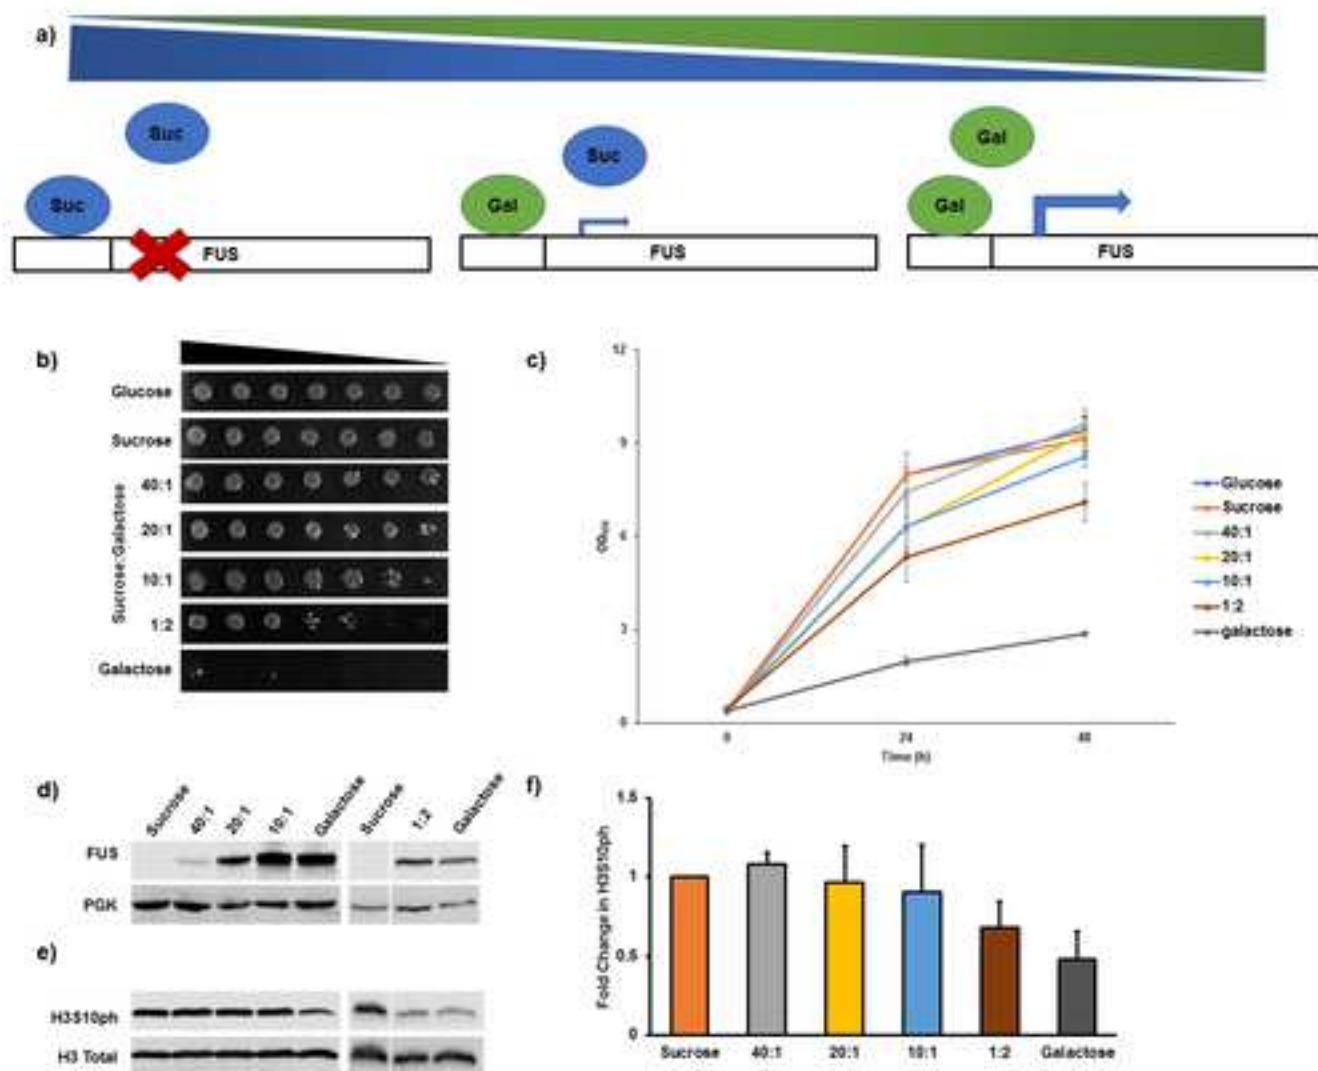 a)
Suc
Suc
FUS
Gal
Suc
FUS
Gal
Gal
FUS
b)
Glucose
Sucrose
Sucrose:Galactose
40:1
20:1
10:1
1:2
Galactose
c)
12
9
6
3
0
0
24
48
Time (h)
Glucose
Sucrose
40:1
20:1
10:1
1:2
galactose
d)
Sucrose
40:1
20:1
10:1
Galactose
Sucrose
1:2
Galactose
FUS
PGK
e)
H3S10ph
H3 Total
f)
Fold Change in H3S10ph
1.5
1
0.5
0
Sucrose
40:1
20:1
10:1
1:2
Galactose